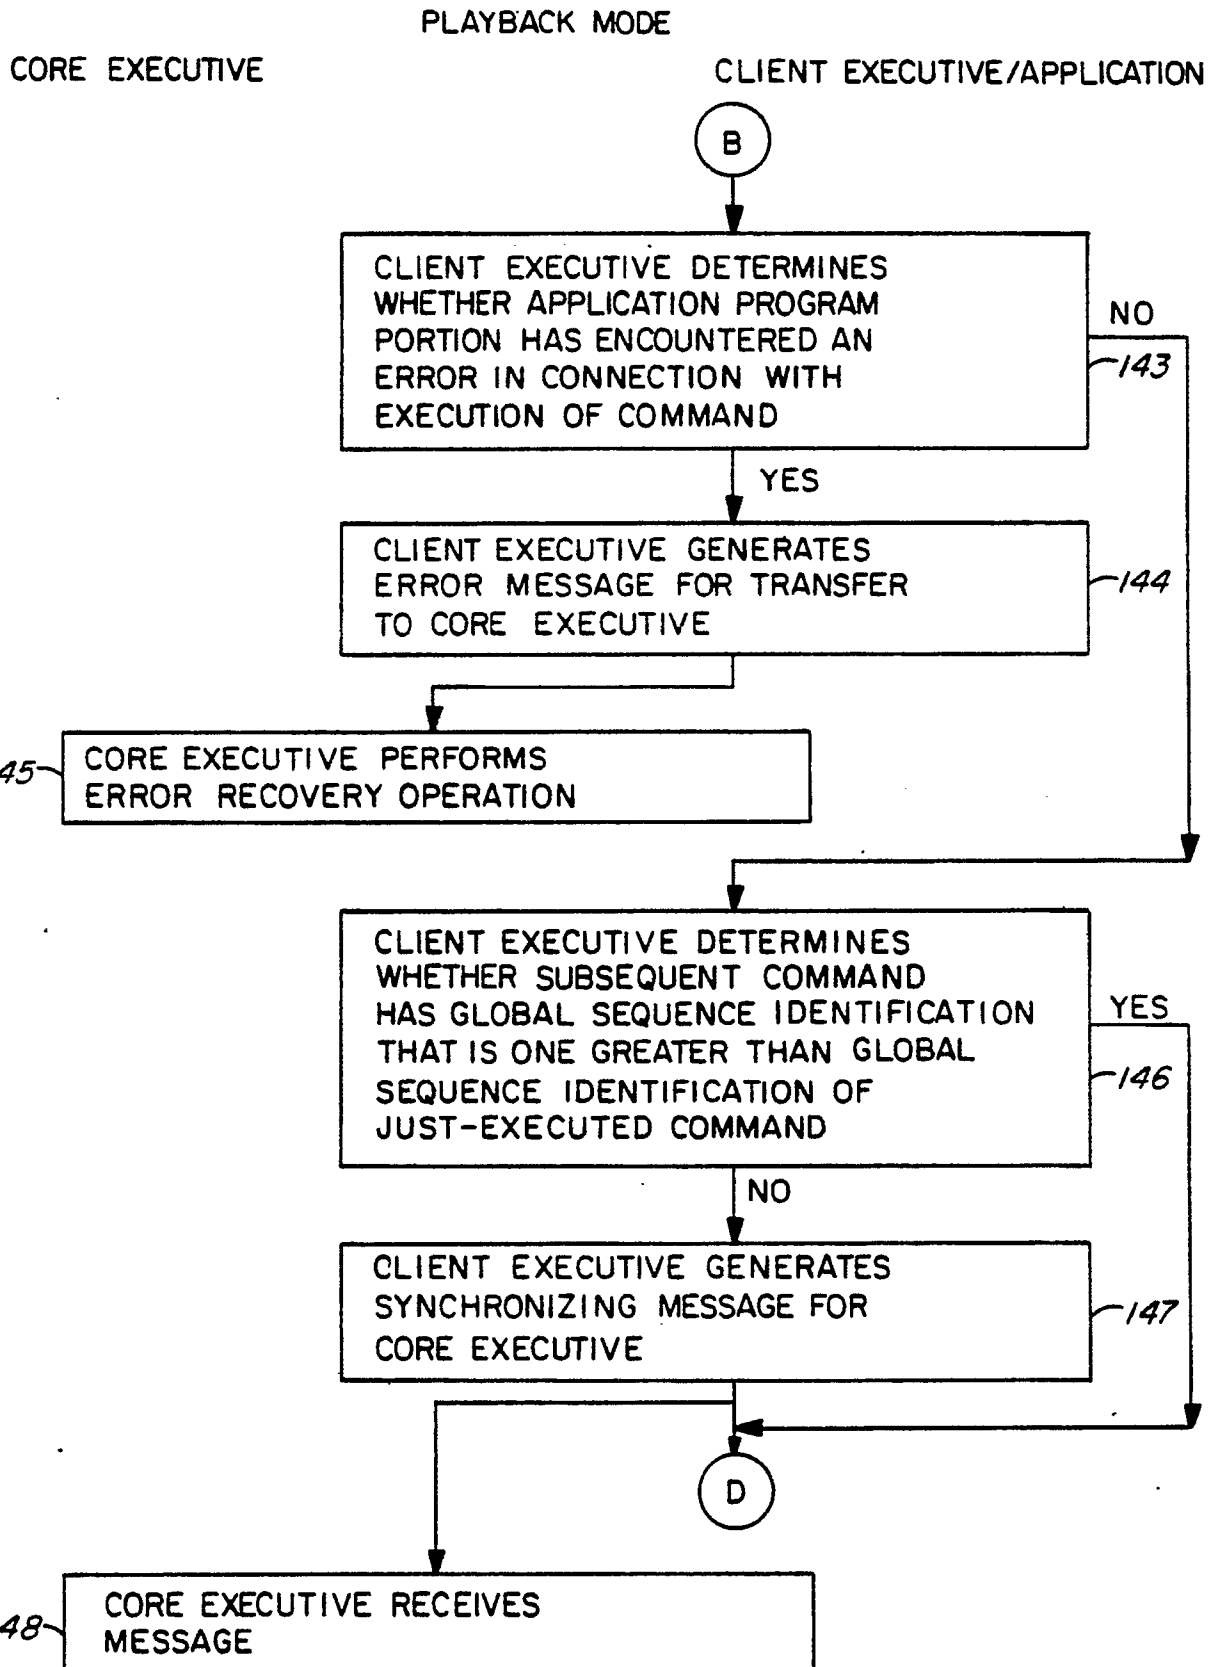 PLAYBACK MODE
CORE EXECUTIVE
CLIENT EXECUTIVE/APPLICATION
B
CLIENT EXECUTIVE DETERMINES
WHETHER APPLICATION PROGRAM
PORTION HAS ENCOUNTERED AN
ERROR IN CONNECTION WITH
EXECUTION OF COMMAND
NO
143
YES
CLIENT EXECUTIVE GENERATES
ERROR MESSAGE FOR TRANSFER
TO CORE EXECUTIVE
144
45
CORE EXECUTIVE PERFORMS
ERROR RECOVERY OPERATION
CLIENT EXECUTIVE DETERMINES
WHETHER SUBSEQUENT COMMAND
HAS GLOBAL SEQUENCE IDENTIFICATION
THAT IS ONE GREATER THAN GLOBAL
SEQUENCE IDENTIFICATION OF
JUST-EXECUTED COMMAND
YES
146
NO
CLIENT EXECUTIVE GENERATES
SYNCHRONIZING MESSAGE FOR
CORE EXECUTIVE
147
D
48
CORE EXECUTIVE RECEIVES
MESSAGE